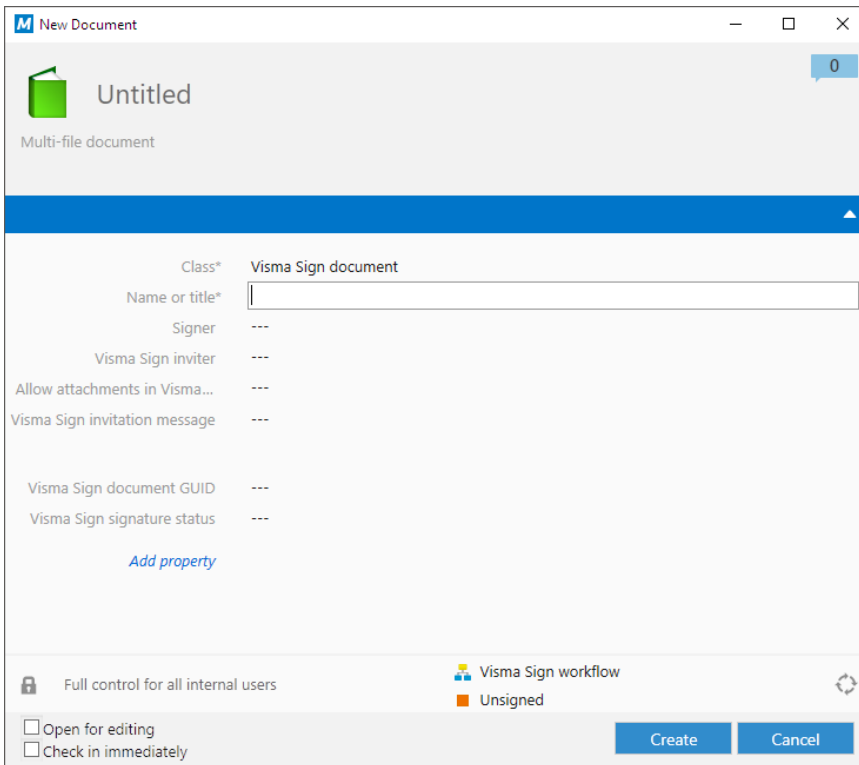 M New Document
0
Untitled
Multi-file document
Class* Visma Sign document
Name or title*
Signer ---
Visma Sign inviter ---
Allow attachments in Visma... ---
Visma Sign invitation message ---
Visma Sign document GUID ---
Visma Sign signature status ---
Add property
Full control for all internal users
Visma Sign workflow
Unsigned
Open for editing
Check in immediately
Create
Cancel